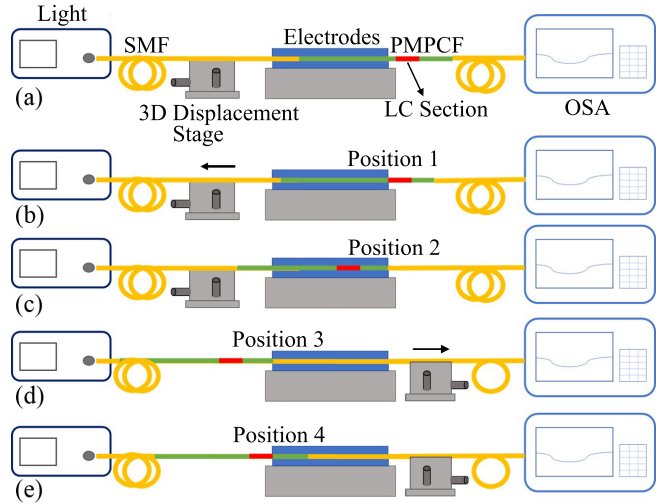 Light
SMF
Electrodes
PMPCF
(a)
3D Displacement
Stage
LC Section
OSA
Position 1
(b)
Position 2
(c)
Position 3
(d)
Position 4
(e)